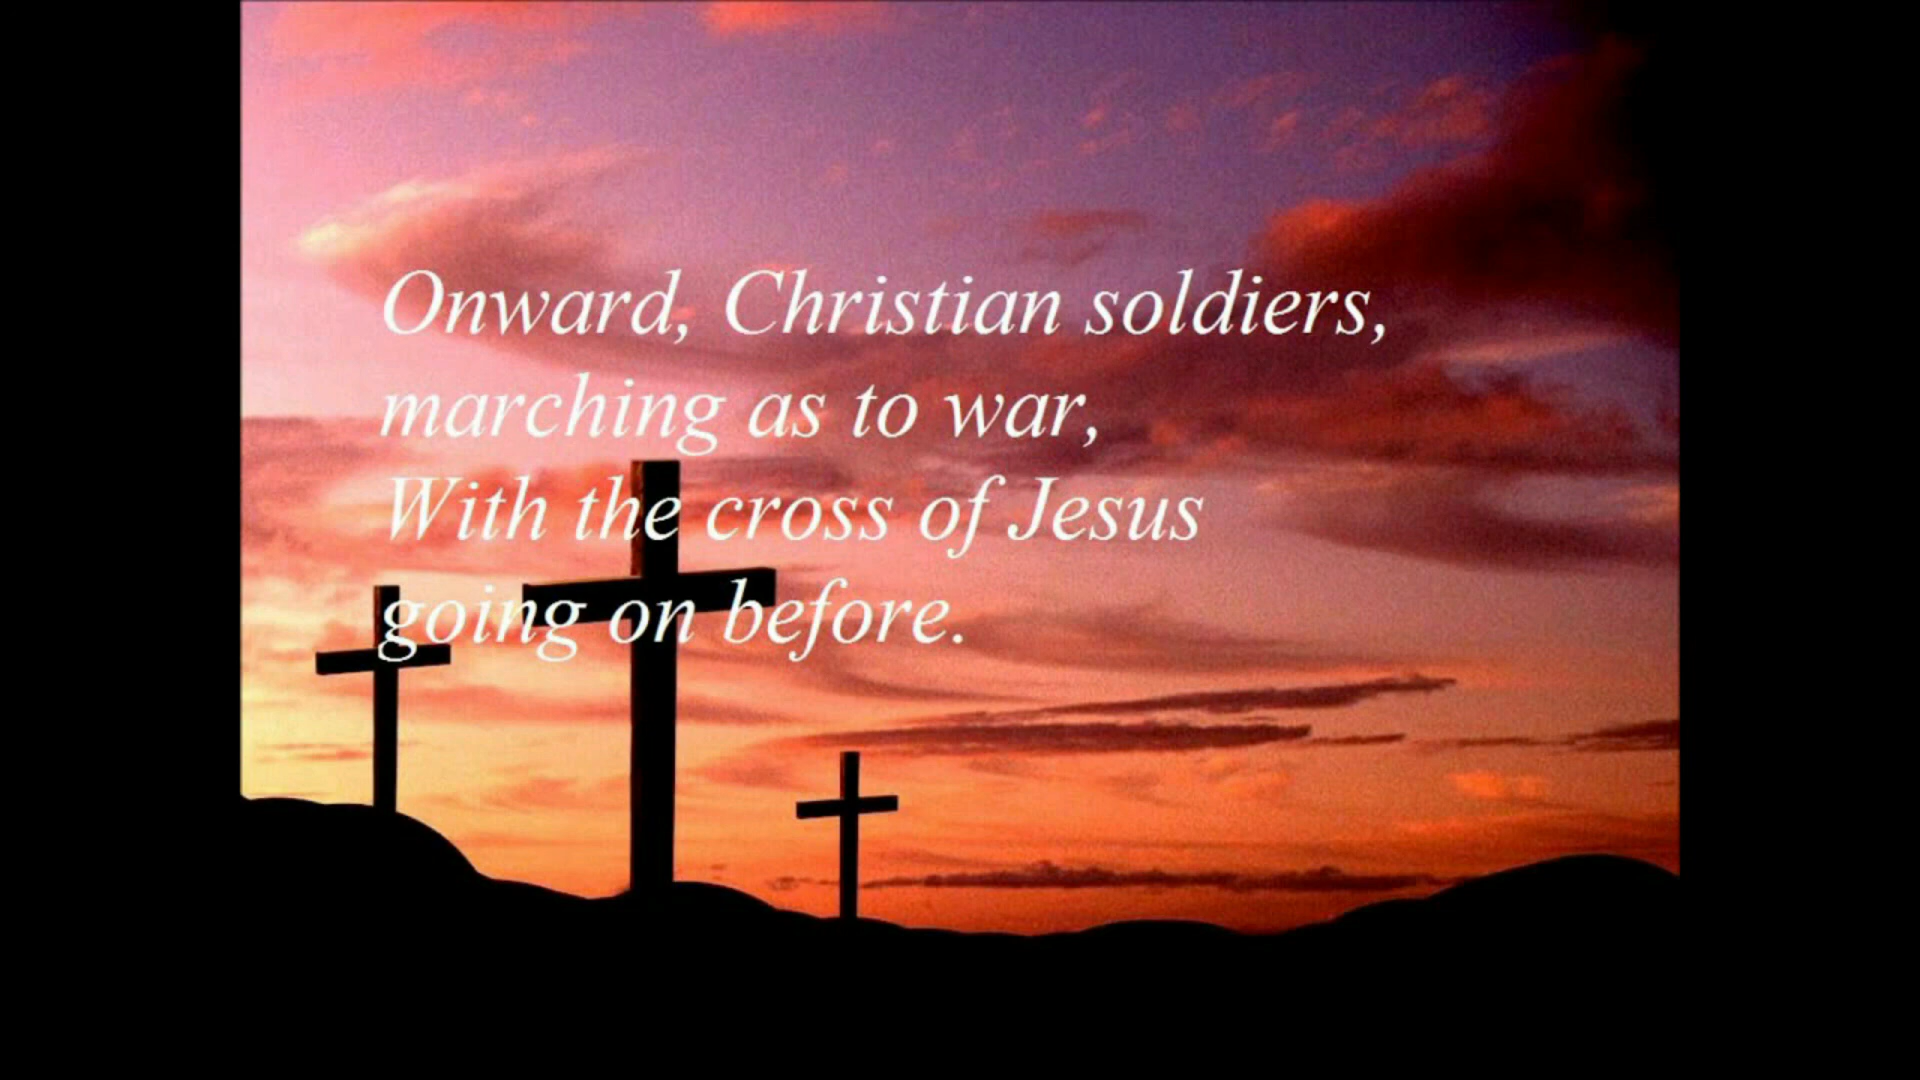 Onward, Christian soldiers,
marching as to war,
With the cross of Jesus
going on before.